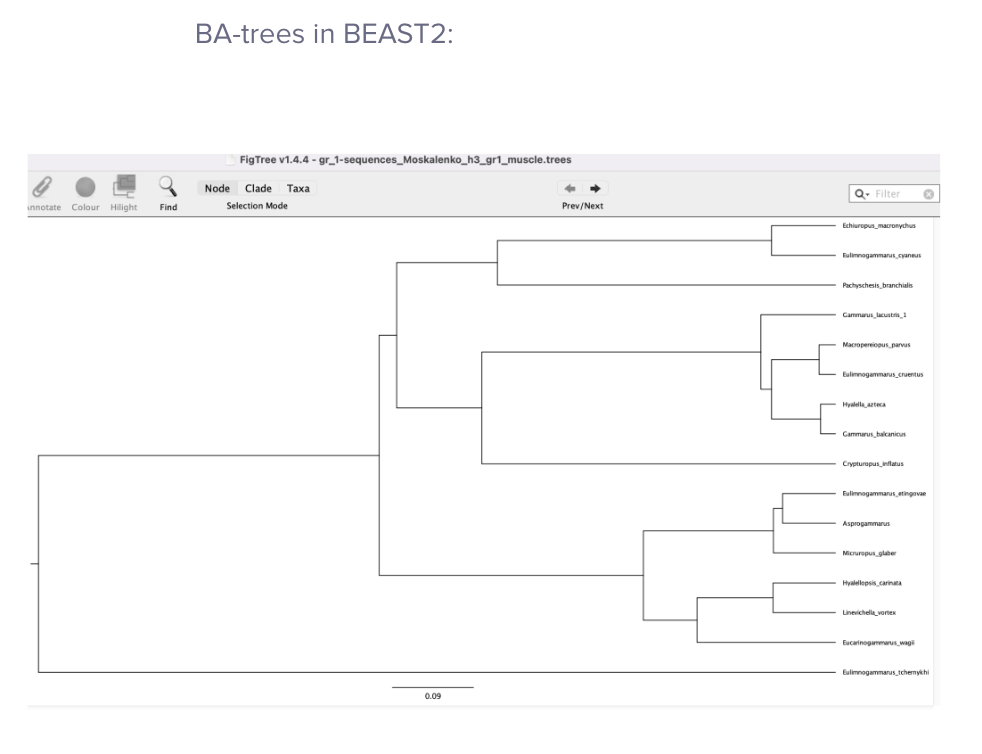 BA-trees in BEAST2:
FigTree v1.4.4 - gr_1-sequences_Moskalenko_h3_gr1_muscle.trees
Node Clade Taxa
Filter
nnotate Colour Hilight Find Selection Mode Prev/Next
Echiuropus_macronychus
Eulimnogammarus_cyaneus
Pachyschesis_branchialis
Gammarus_lacustris_1
Macropereiopus_parvus
Eulimnogammarus_cruentus
Hyalella_azteca
Gammarus_balcanicus
Crypturopus_inflatus
Eulimnogammarus_etingovae
Asprogammarus
Micruropus_glaber
Hyalellopsis_carinata
Linevichella_vortex
Eucarinogammarus_wagii
Eulimnogammarus_tchernykhi
0.09